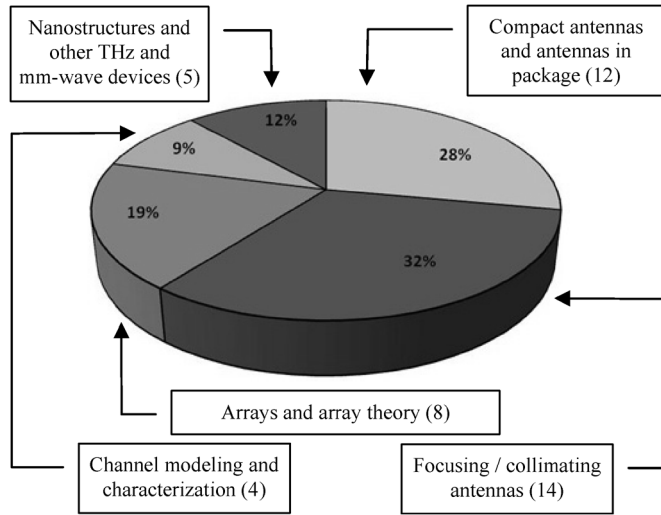 Nanostructures and
other THz and
mm-wave devices (5)
Compact antennas
and antennas in
package (12)
12%
28%
9%
19%
32%
Arrays and array theory (8)
Channel modeling and
characterization (4)
Focusing / collimating
antennas (14)